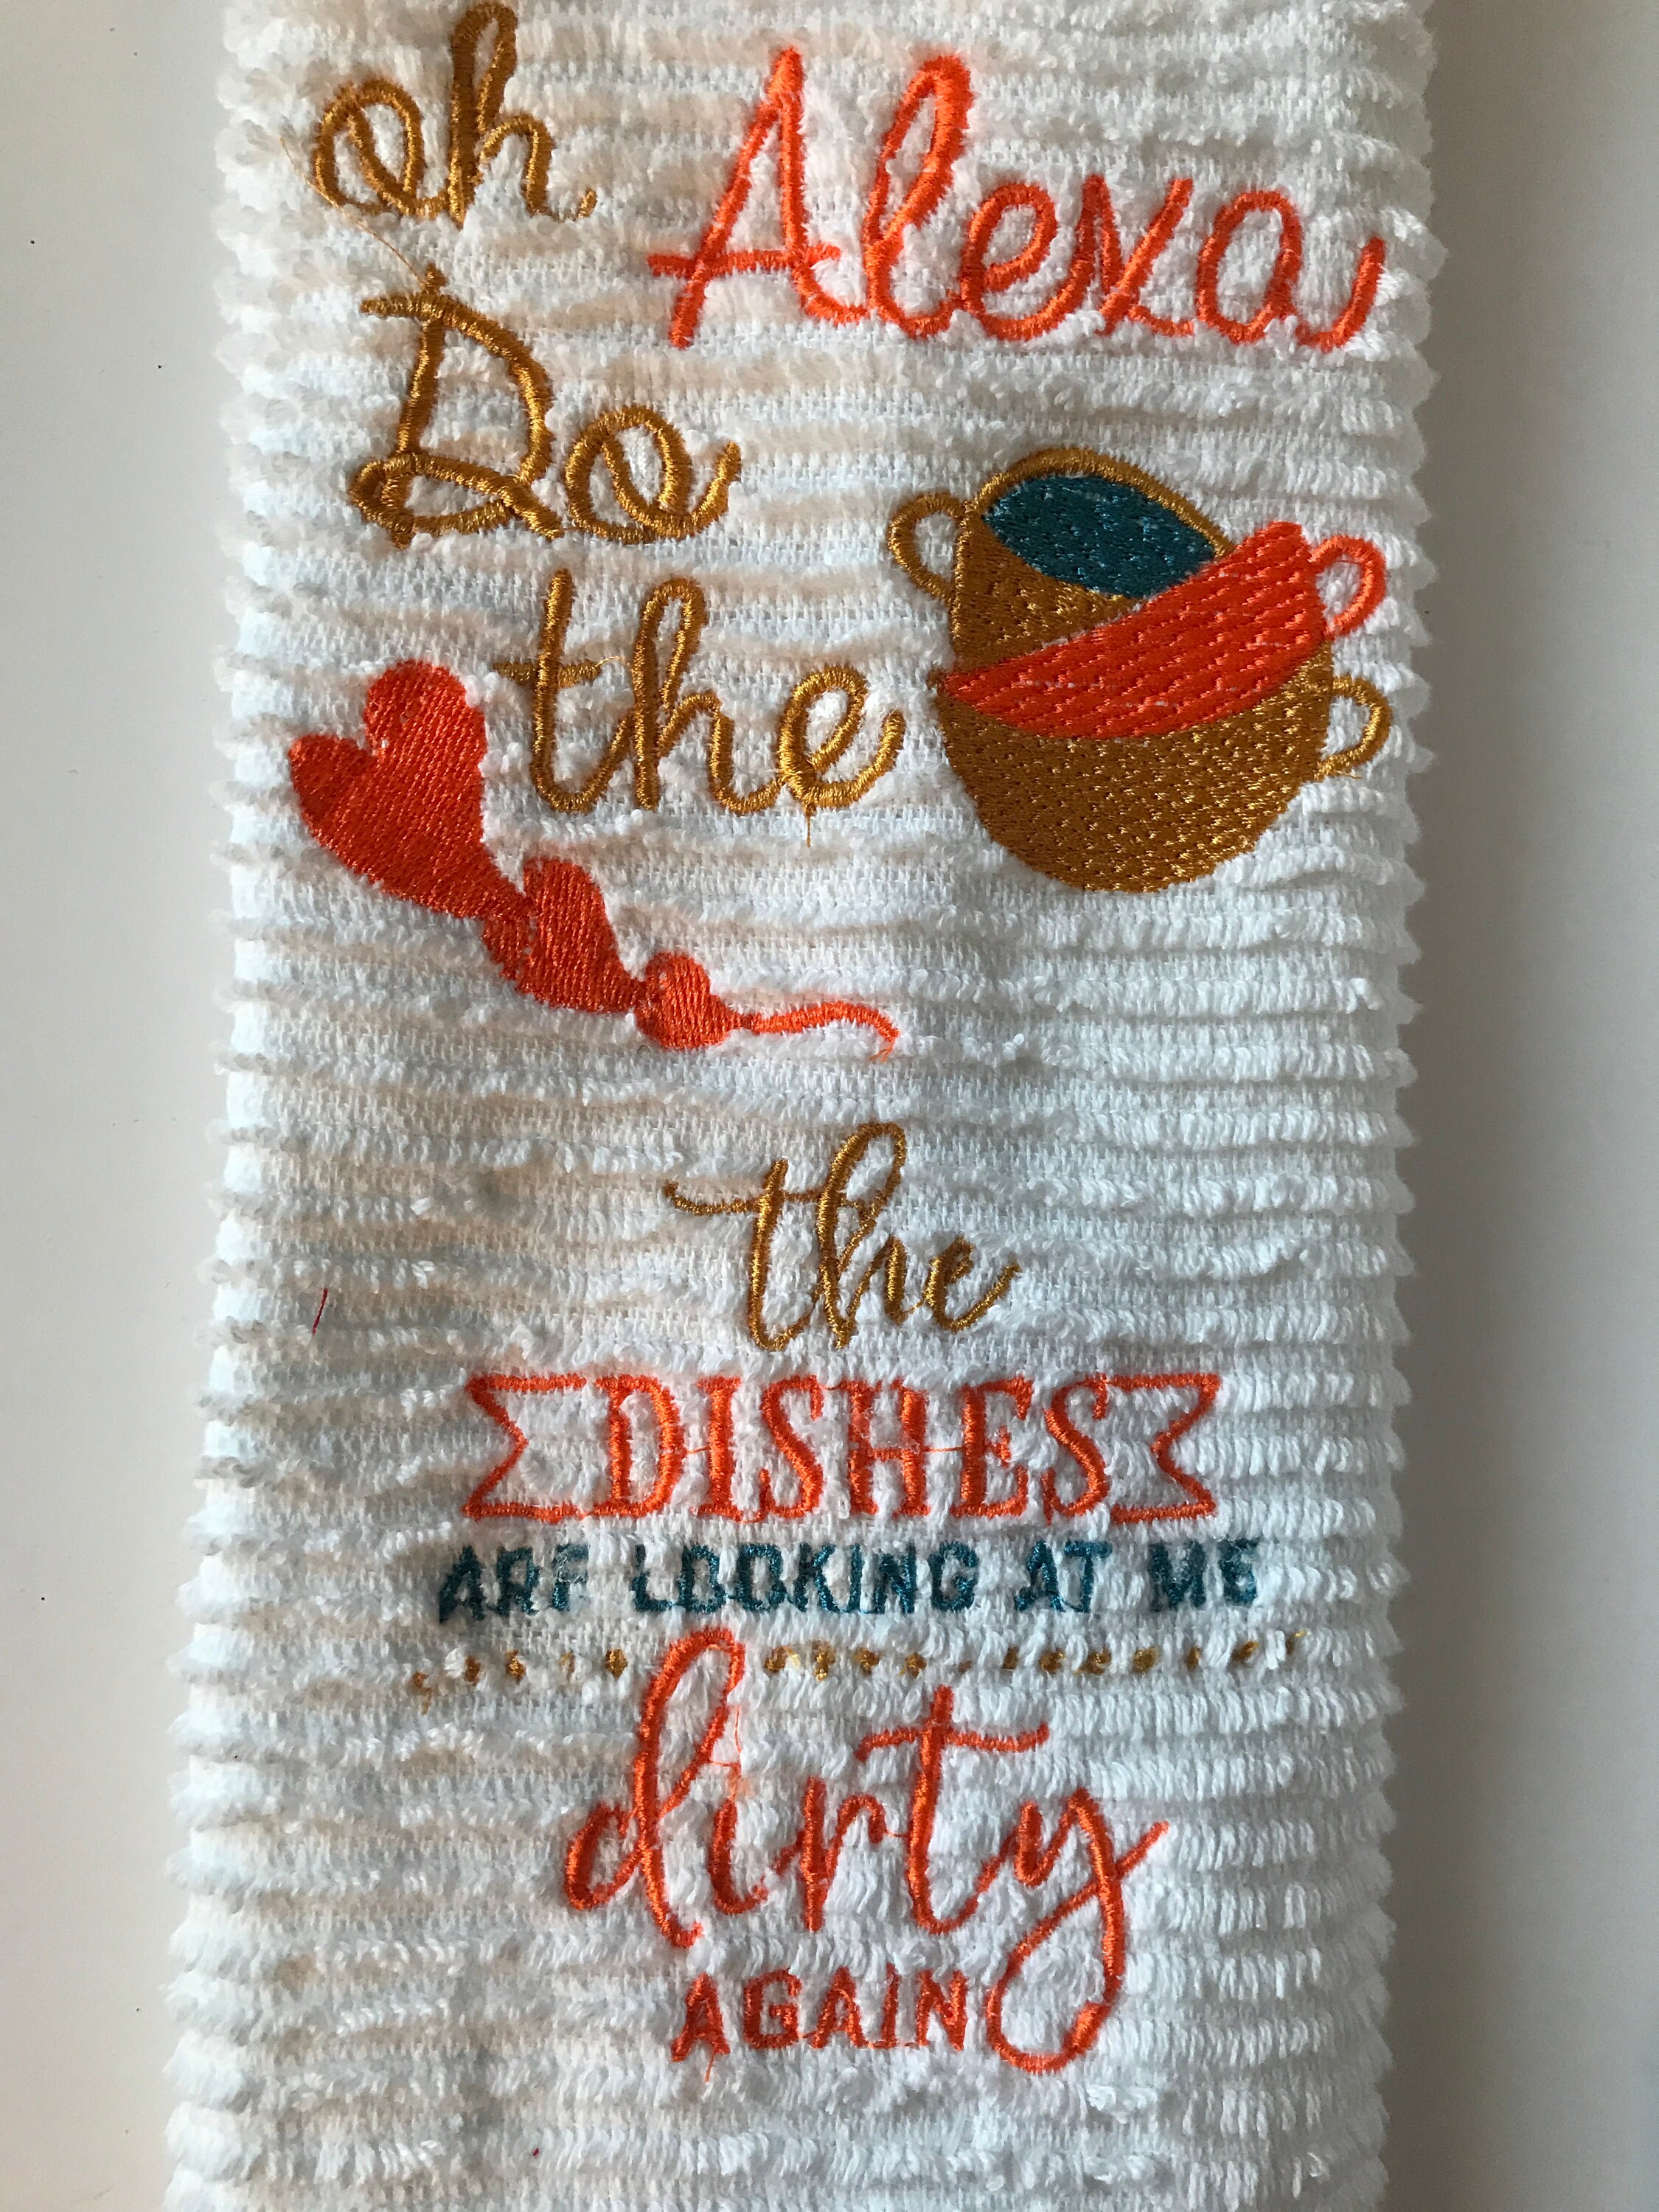 oh Alexa
Do
the
the
DISHES
ARE LOOKING AT ME
dirty
AGAIN